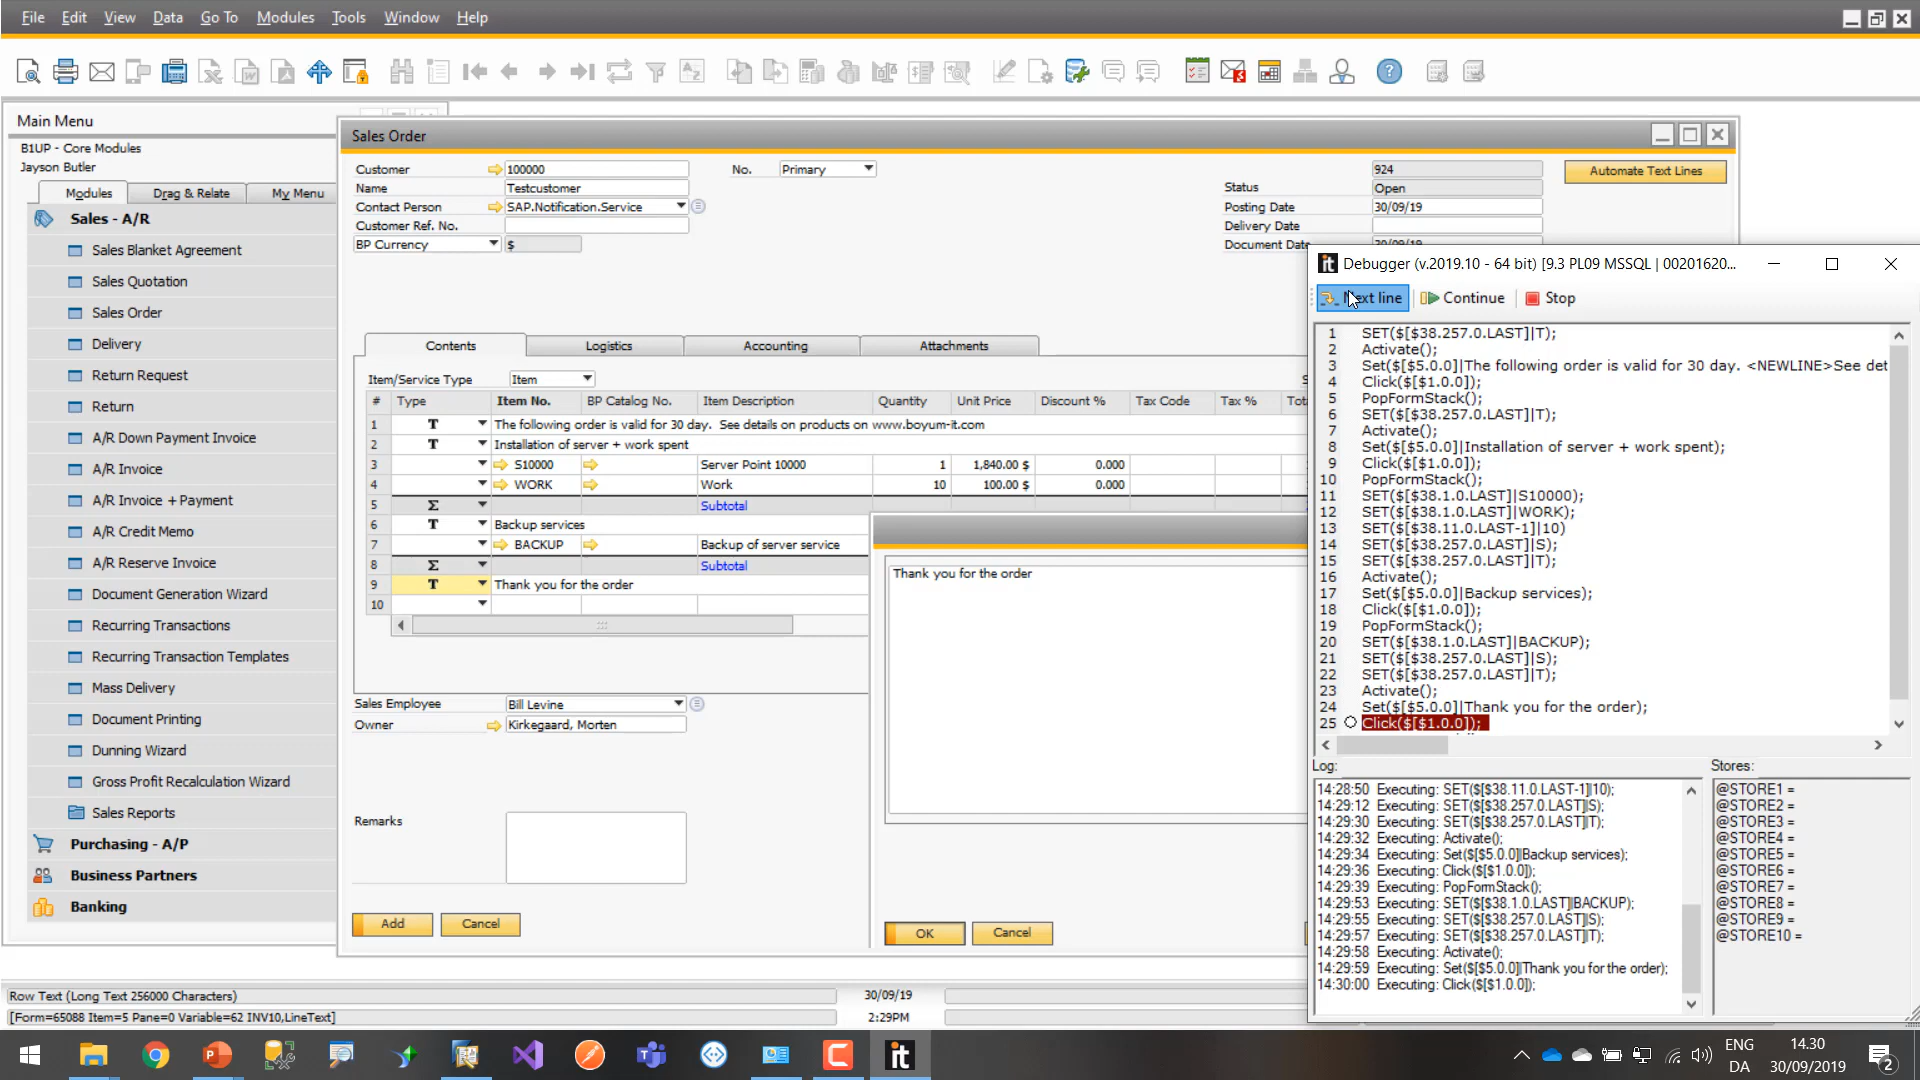 File Edit View Data Go To Modules Tools Window Help
Main Menu
B1UP - Core Modules
Jayson Butler
Modules Drag & Relate My Menu
Sales - A/R
Sales Blanket Agreement
Sales Quotation
Sales Order
Delivery
Return Request
Return
A/R Down Payment Invoice
A/R Invoice
A/R Invoice + Payment
A/R Credit Memo
A/R Reserve Invoice
Document Generation Wizard
Recurring Transactions
Recurring Transaction Templates
Mass Delivery
Document Printing
Dunning Wizard
Gross Profit Recalculation Wizard
Sales Reports
Purchasing - A/P
Business Partners
Banking
Sales Order
Customer 100000 No. Primary 924 Automate Text Lines
Name Testcustomer Status Open
Contact Person SAP.Notification.Service Posting Date 30/09/19
Customer Ref. No. Delivery Date
BP Currency $ Document Date 30/09/19
Contents Logistics Accounting Attachments
Item/Service Type Item
# Type Item No. BP Catalog No. Item Description Quantity Unit Price Discount % Tax Code Tax %
1 T The following order is valid for 30 day. See details on products on www.boyum-it.com
2 T Installation of server + work spent
3 S10000 Server Point 10000 1 1,840.00 $ 0.000
4 WORK Work 10 100.00 $ 0.000
5 Σ Subtotal
6 T Backup services
7 BACKUP Backup of server service
8 Σ Subtotal
9 T Thank you for the order
10
Sales Employee Bill Levine
Owner Kirkegaard, Morten
Remarks
Add Cancel
Thank you for the order
OK Cancel
Debugger (v.2019.10 - 64 bit) [9.3 PL09 MSSQL | 00201620...
Next line Continue Stop
1 SET($[$38.257.0.LAST]|T);
2 Activate();
3 Set($[$5.0.0]|The following order is valid for 30 day. <NEWLINE>See det
4 Click($[$1.0.0]);
5 PopFormStack();
6 SET($[$38.257.0.LAST]|T);
7 Activate();
8 Set($[$5.0.0]|Installation of server + work spent);
9 Click($[$1.0.0]);
10 PopFormStack();
11 SET($[$38.1.0.LAST]|S10000);
12 SET($[$38.1.0.LAST]|WORK);
13 SET($[$38.11.0.LAST-1]|10)
14 SET($[$38.257.0.LAST]|S);
15 SET($[$38.257.0.LAST]|T);
16 Activate();
17 Set($[$5.0.0]|Backup services);
18 Click($[$1.0.0]);
19 PopFormStack();
20 SET($[$38.1.0.LAST]|BACKUP);
21 SET($[$38.257.0.LAST]|S);
22 SET($[$38.257.0.LAST]|T);
23 Activate();
24 Set($[$5.0.0]|Thank you for the order);
25 Click($[$1.0.0]);
Log:
14:28:50 Executing: SET($[$38.11.0.LAST-1]|10);
14:29:12 Executing: SET($[$38.257.0.LAST]|S);
14:29:30 Executing: SET($[$38.257.0.LAST]|T);
14:29:32 Executing: Activate();
14:29:34 Executing: Set($[$5.0.0]|Backup services);
14:29:36 Executing: Click($[$1.0.0]);
14:29:39 Executing: PopFormStack();
14:29:53 Executing: SET($[$38.1.0.LAST]|BACKUP);
14:29:55 Executing: SET($[$38.257.0.LAST]|S);
14:29:57 Executing: SET($[$38.257.0.LAST]|T);
14:29:58 Executing: Activate();
14:29:59 Executing: Set($[$5.0.0]|Thank you for the order);
14:30:00 Executing: Click($[$1.0.0]);
Stores:
@STORE1 =
@STORE2 =
@STORE3 =
@STORE4 =
@STORE5 =
@STORE6 =
@STORE7 =
@STORE8 =
@STORE9 =
@STORE10 =
Row Text (Long Text 256000 Characters) 30/09/19
[Form=65088 Item=5 Pane=0 Variable=62 INV10,LineText] 2:29PM
ENG 14.30
DA 30/09/2019
2